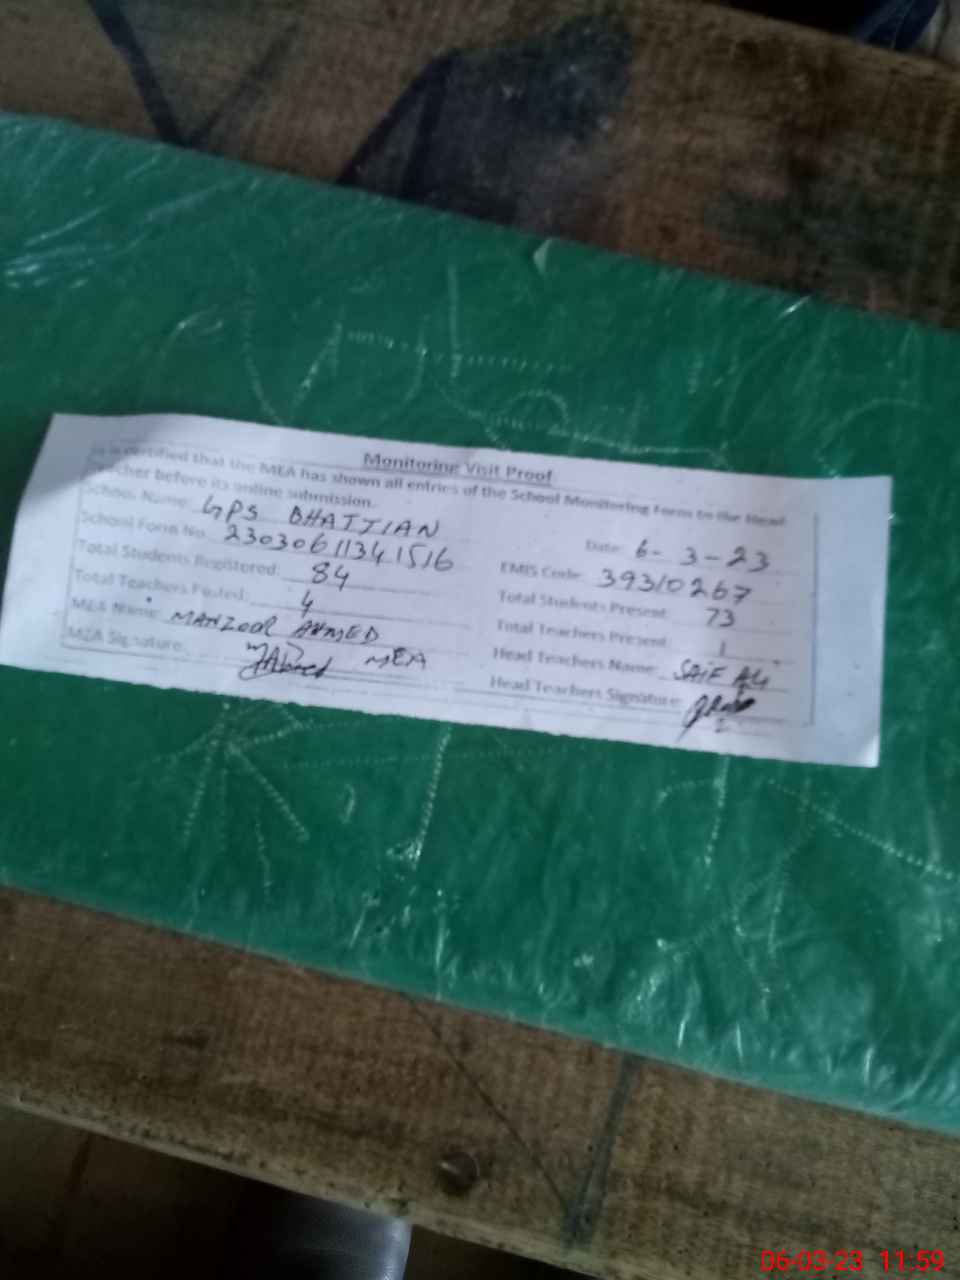 Monitoring Visit Proof
is certified that the MEA has shown all entries of the School Monitoring Form to the Head
Teacher before its online submission.
School Name: GPS BHATTIAN
Date: 6-3-23
School Form No. 23030611341516
EMIS Code: 39310267
Total Students Registered: 84
Total Students Present: 73
Total Teachers Posted: 4
Total Teachers Present: 1
MEA Name: MANZOOR AHMED
Head Teachers Name: SAIF Ali
MEA Signature: MEA
Head Teachers Signature:
06-03-23 11:59